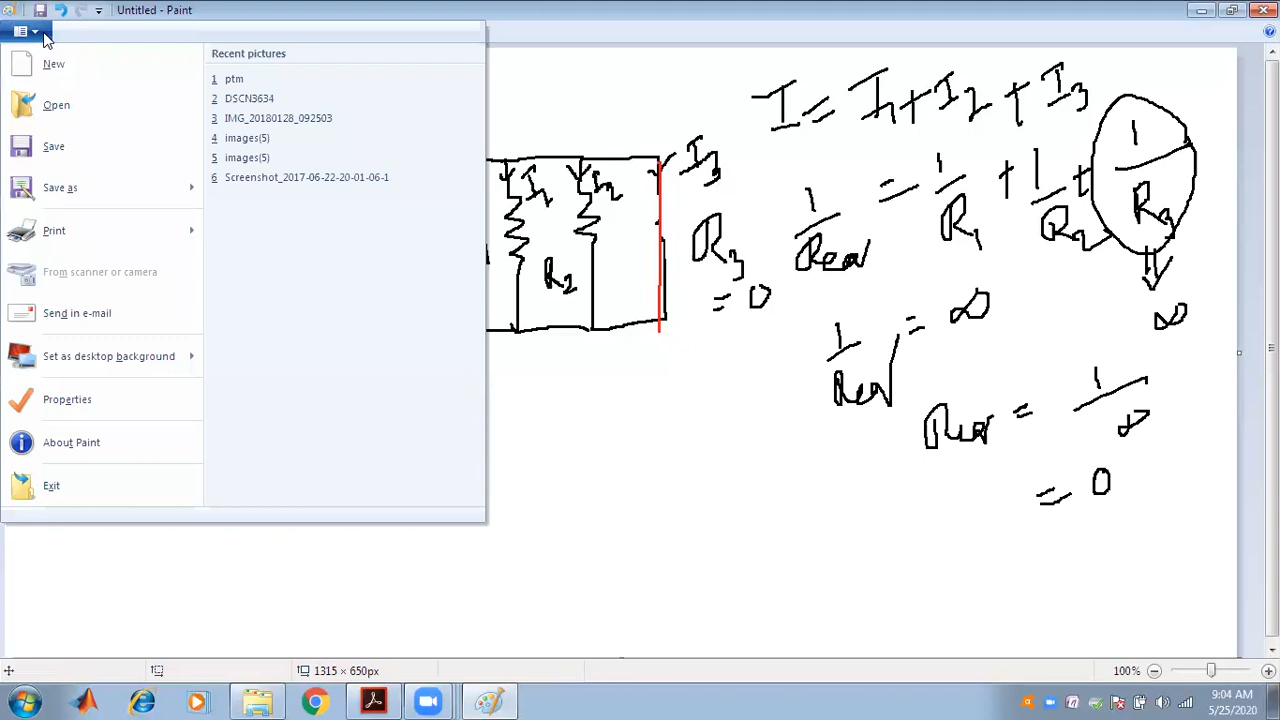 Untitled - Paint
New
Open
Save
Save as
Print
From scanner or camera
Send in e-mail
Set as desktop background
Properties
About Paint
Exit
Recent pictures
1 ptm
2 DSCN3634
3 IMG_20180128_092503
4 images(5)
5 images(5)
6 Screenshot_2017-06-22-20-01-06-1
I1 I2 I3
R2 R3
= 0
I = I1 + I2 + I3
1/Req = 1/R1 + 1/R2 + 1/R3
∞
1/Req = ∞
Req = 1/∞
= 0
1315 × 650px
100%
9:04 AM
5/25/2020